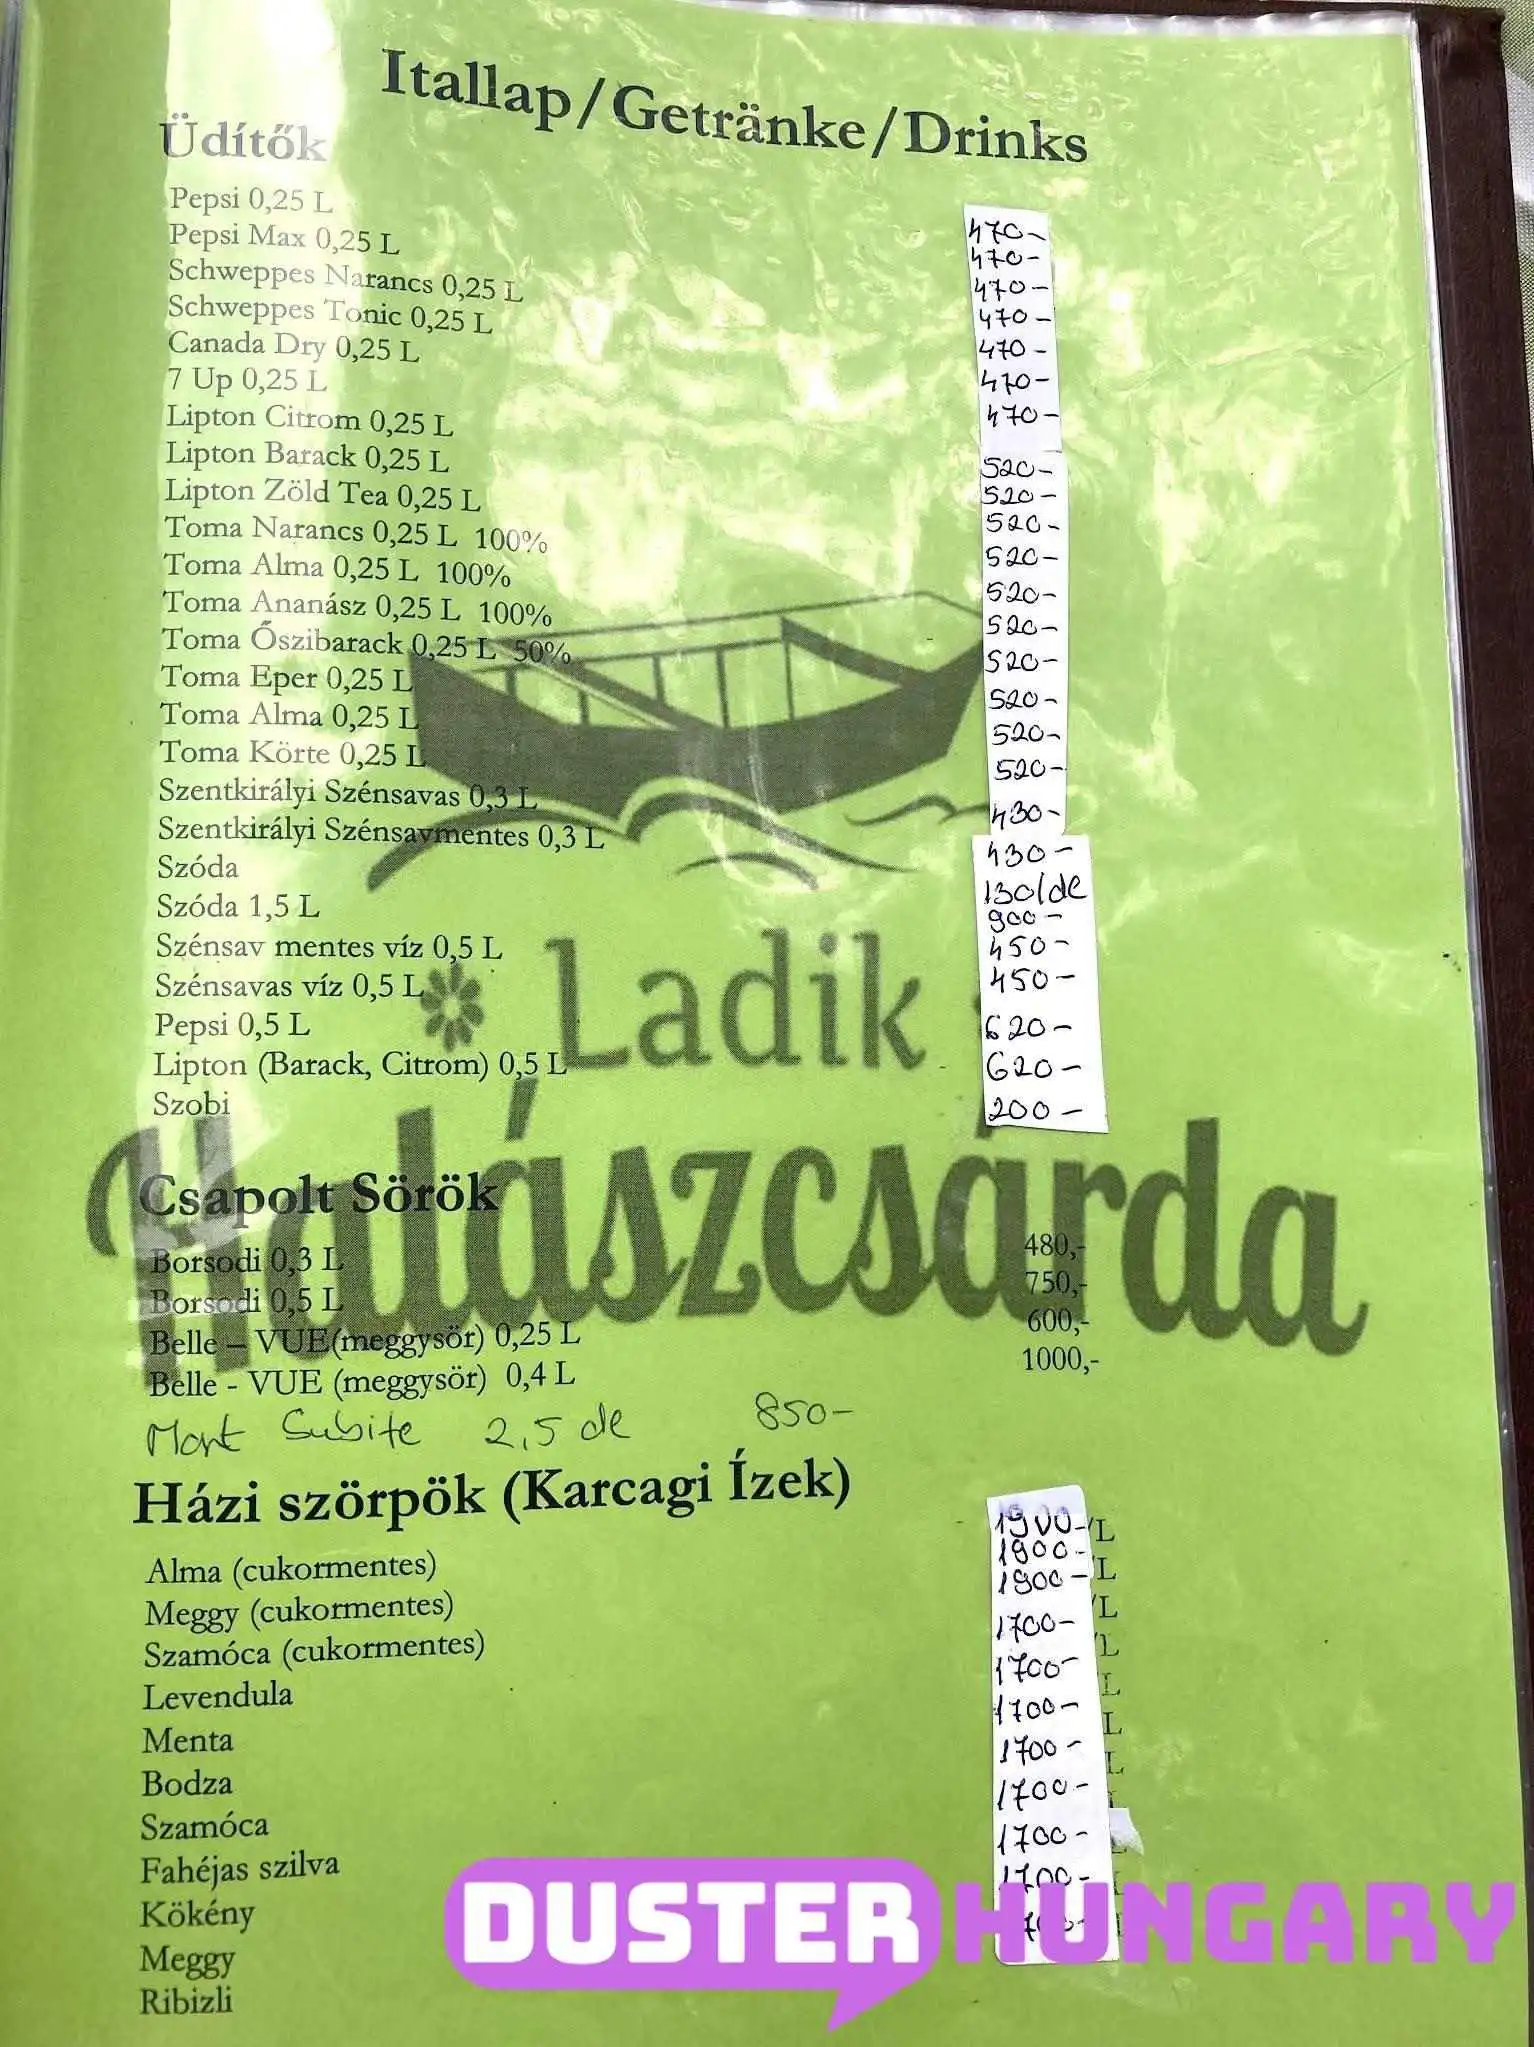 Itallap/Getränke/Drinks
Üdítők
Pepsi 0,25 L
Pepsi Max 0,25 L
Schweppes Narancs 0,25 L
Schweppes Tonic 0,25 L
Canada Dry 0,25 L
7 Up 0,25 L
Lipton Citrom 0,25 L
Lipton Barack 0,25 L
Lipton Zöld Tea 0,25 L
Toma Narancs 0,25 L 100%
Toma Alma 0,25 L 100%
Toma Ananász 0,25 L 100%
Toma Őszibarack 0,25 L 50%
Toma Eper 0,25 L
Toma Alma 0,25 L
Toma Körte 0,25 L
Szentkirályi Szénsavas 0,3 L
Szentkirályi Szénsavmentes 0,3 L
Szóda
Szóda 1,5 L
Szénsav mentes víz 0,5 L
Szénsavas víz 0,5 L
Pepsi 0,5 L
Lipton (Barack, Citrom) 0,5 L
Szobi
470-
470-
470-
470-
470-
470-
470-
520-
520-
520-
520-
520-
520-
520-
520-
520-
520-
430-
430-
130/de
900-
450-
450-
620-
620-
200-
Ladik
Halászcsárda
Csapolt Sörök
Borsodi 0,3 L 480,-
Borsodi 0,5 L 750,-
Belle – VUE(meggysör) 0,25 L 600,-
Belle - VUE (meggysör) 0,4 L 1000,-
Mort Subite 2,5 de 850-
Házi szörpök (Karcagi Ízek)
Alma (cukormentes) 1900-/L
Meggy (cukormentes) 1900-/L
Szamóca (cukormentes) 1900-/L
Levendula 1700-/L
Menta 1700-L
Bodza 1700-L
Szamóca 1700-L
Fahéjas szilva 1700-
Kökény 1700-
Meggy 1700-
Ribizli
DUSTER HUNGARY